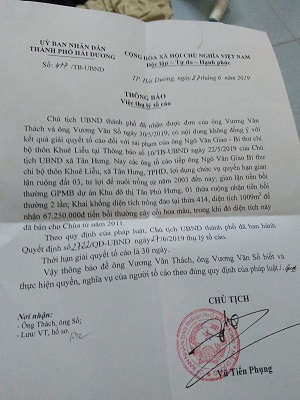 ỦY BAN NHÂN DÂN
THÀNH PHỐ HẢI DƯƠNG
CỘNG HÒA XÃ HỘI CHỦ NGHĨA VIỆT NAM
Độc lập - Tự do - Hạnh phúc
Số: /TB-UBND
TP. Hải Dương, ngày tháng 6 năm 2019
THÔNG BÁO
Việc thụ lý tố cáo
Chủ tịch UBND thành phố đã nhận được đơn của ông Vương Văn
Thách và ông Vương Văn Số ngày 30/5/2019, có nội dung không đồng ý với
kết quả giải quyết tố cáo đối với sai phạm của ông Ngô Văn Giao - Bí thư chi
bộ thôn Khuê Liễu tại Thông báo số 16/TB-UBND ngày 22/5/2019 của Chủ
tịch UBND xã Tân Hưng. Nay các ông tố cáo tiếp ông Ngô Văn Giao Bí thư
chi bộ thôn Khuê Liễu, xã Tân Hưng, TPHD, lợi dụng chức vụ quyền hạn gian
lận ruộng đất 03, tư lợi đê muối trồng vụ năm 2003 đến nay; gian lận tiền bồi
thường GPMB dự án Khu đô thị Tân Phú Hưng, 01 thửa ruộng nhận tiền bồi
thường 2 lần; Khai khống diện tích trồng đào tại thửa 414, diện tích 1009m² để
nhận 67.250.000đ tiền bồi thường cây cối hoa màu, trong khi đó diện tích này
đã bán cho Chùa từ năm 2011.
Theo quy định của pháp luật, Chủ tịch UBND thành phố đã ban hành
Quyết định số /QĐ-UBND ngày /6/2019 thụ lý tố cáo.
Thời hạn giải quyết tố cáo là 30 ngày.
Vậy thông báo để ông Vương Văn Thách, ông Vương Văn Số biết và
thực hiện quyền, nghĩa vụ của người tố cáo theo đúng quy định của pháp luật./.
Nơi nhận:
- Ông Thách, ông Số;
- Lưu: VT, hồ sơ.
CHỦ TỊCH
Vũ Tiến Phụng